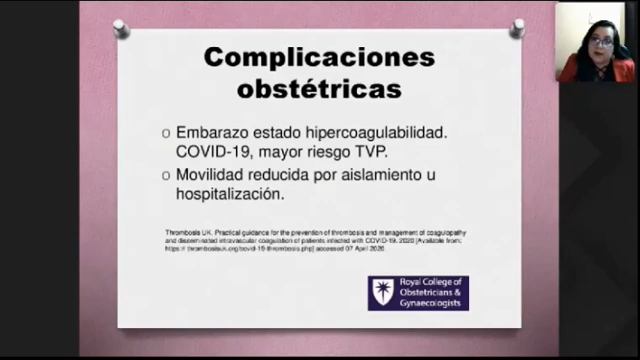 Complicaciones
obstétricas
o Embarazo estado hipercoagulabilidad.
COVID-19, mayor riesgo TVP.
o Movilidad reducida por aislamiento u
hospitalización.
Thrombosis UK. Practical guidance for the prevention of thrombosis and management of coagulopathy
and disseminated intravascular coagulation of patients infected with COVID-19. 2020 [Available from:
https:// thrombosisuk.org/covid-19-thrombosis.php] accessed 07 April 2020.
Royal College of
Obstetricians &
Gynaecologists